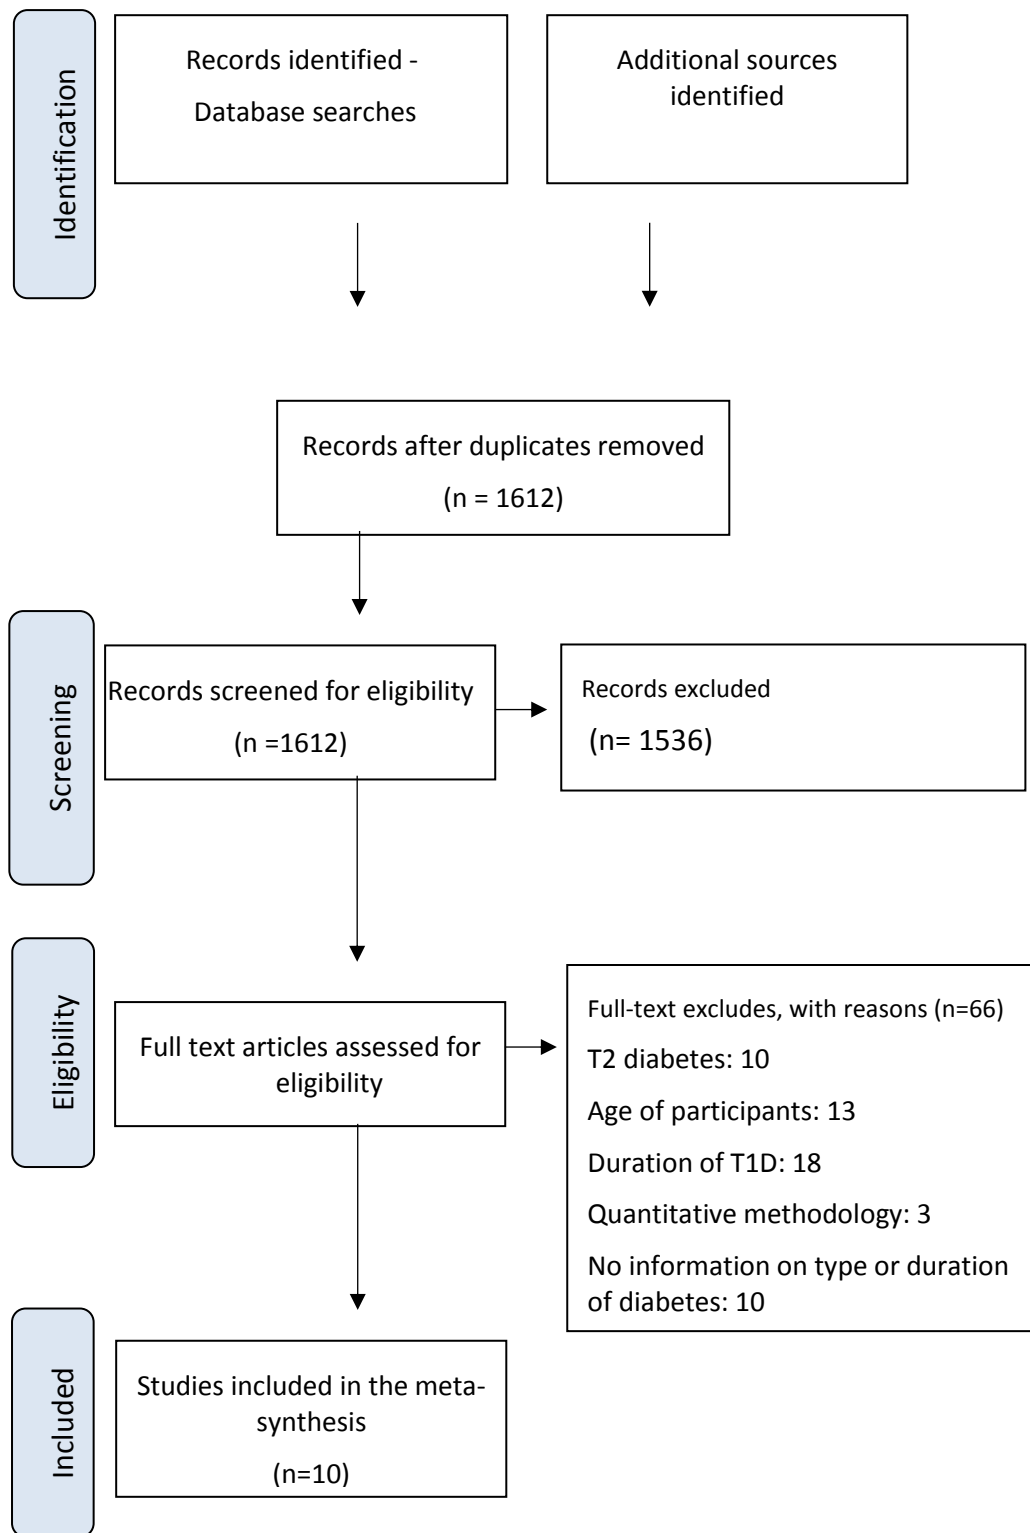 Identification
Records identified -
Database searches
Additional sources
identified
Records after duplicates removed
(n = 1612)
Screening
Records screened for eligibility
(n =1612)
Records excluded
(n= 1536)
Eligibility
Full text articles assessed for
eligibility
Full-text excludes, with reasons (n=66)
T2 diabetes: 10
Age of participants: 13
Duration of T1D: 18
Quantitative methodology: 3
No information on type or duration
of diabetes: 10
Included
Studies included in the meta-
synthesis
(n=10)